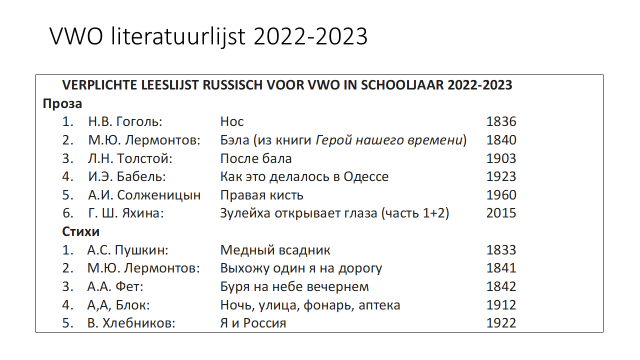 VWO literatuurlijst 2022-2023
VERPLICHTE LEESLIJST RUSSISCH VOOR VWO IN SCHOOLJAAR 2022-2023
Проза
1. Н.В. Гоголь: Нос 1836
2. М.Ю. Лермонтов: Бэла (из книги Герой нашего времени) 1840
3. Л.Н. Толстой: После бала 1903
4. И.Э. Бабель: Как это делалось в Одессе 1923
5. А.И. Солженицын Правая кисть 1960
6. Г. Ш. Яхина: Зулейха открывает глаза (часть 1+2) 2015
Стихи
1. А.С. Пушкин: Медный всадник 1833
2. М.Ю. Лермонтов: Выхожу один я на дорогу 1841
3. А.А. Фет: Буря на небе вечернем 1842
4. А,А, Блок: Ночь, улица, фонарь, аптека 1912
5. В. Хлебников: Я и Россия 1922